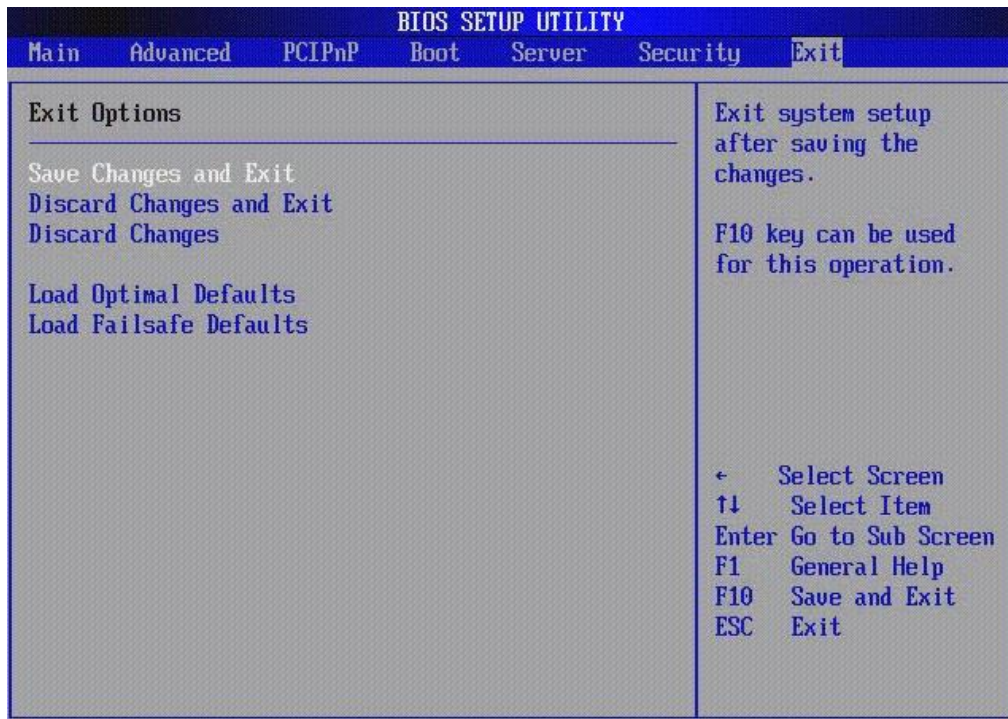 BIOS SETUP UTILITY
Main Advanced PCIPnP Boot Server Security Exit
Exit Options
Save Changes and Exit
Discard Changes and Exit
Discard Changes
Load Optimal Defaults
Load Failsafe Defaults
Exit system setup
after saving the
changes.
F10 key can be used
for this operation.
← Select Screen
↑↓ Select Item
Enter Go to Sub Screen
F1 General Help
F10 Save and Exit
ESC Exit